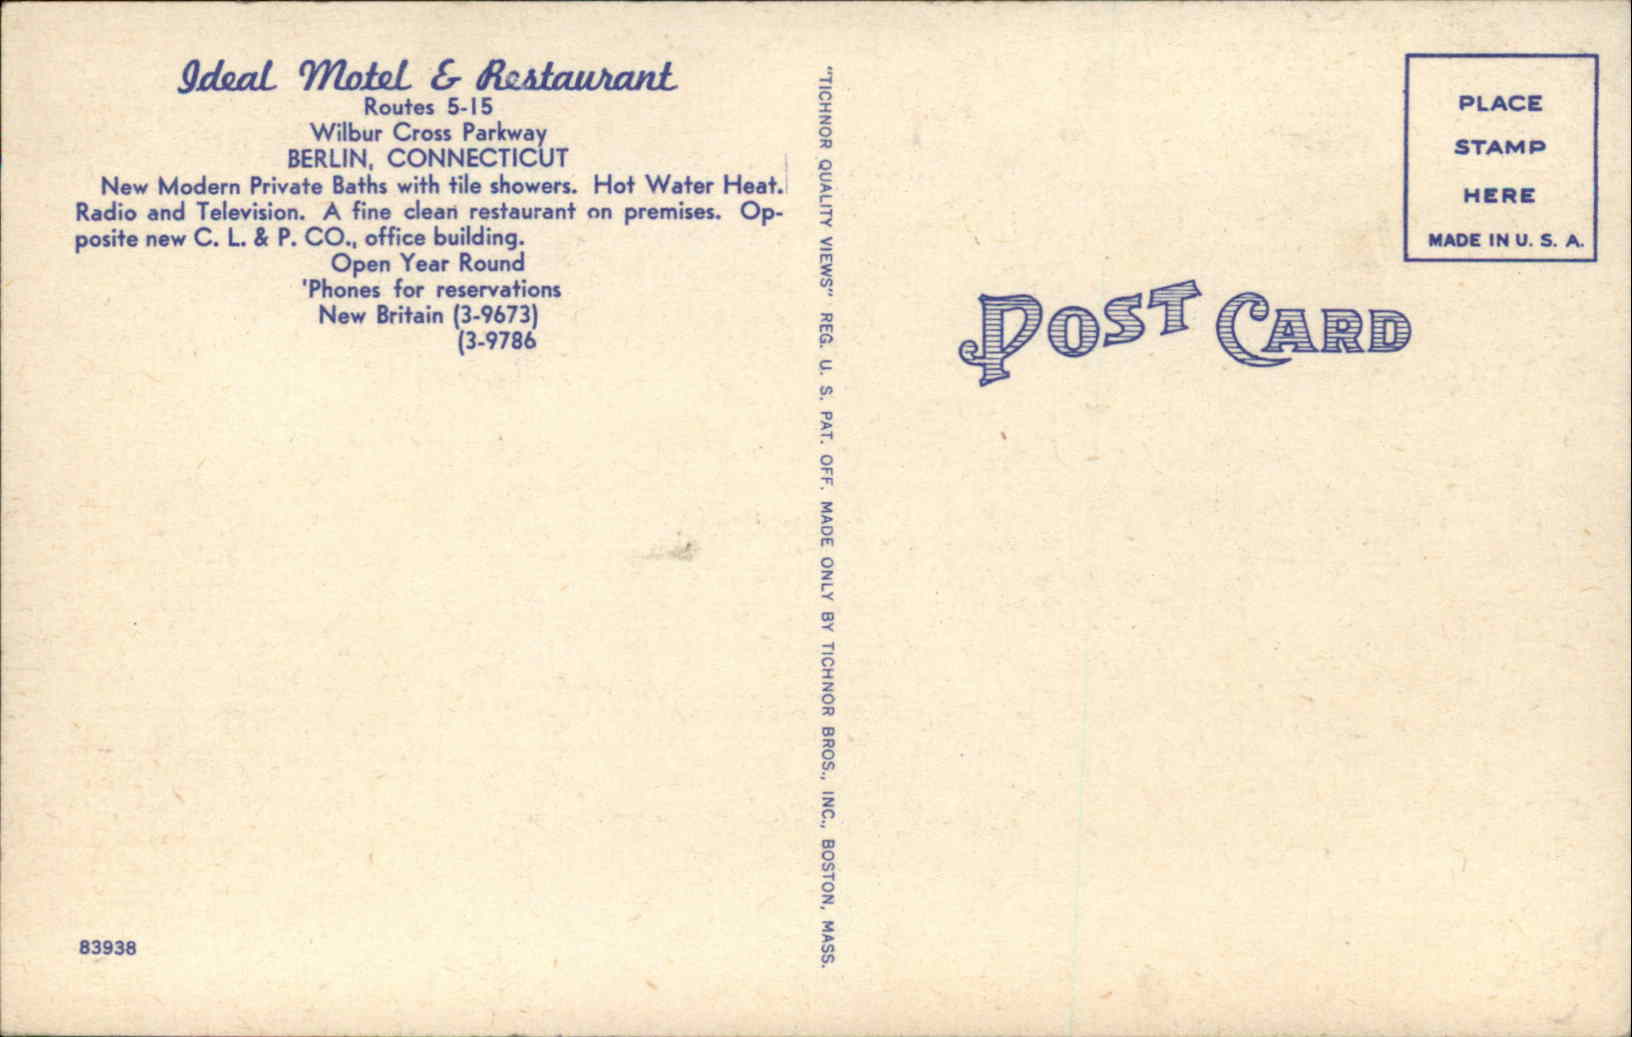 Ideal Motel & Restaurant
Routes 5-15
Wilbur Cross Parkway
BERLIN, CONNECTICUT
New Modern Private Baths with tile showers. Hot Water Heat.
Radio and Television. A fine clean restaurant on premises. Op-
posite new C. L. & P. CO., office building.
Open Year Round
'Phones for reservations
New Britain (3-9673)
(3-9786
83938
"TICHNOR QUALITY VIEWS" REG. U. S. PAT. OFF. MADE ONLY BY TICHNOR BROS., INC., BOSTON, MASS.
POST CARD
PLACE
STAMP
HERE
MADE IN U. S. A.